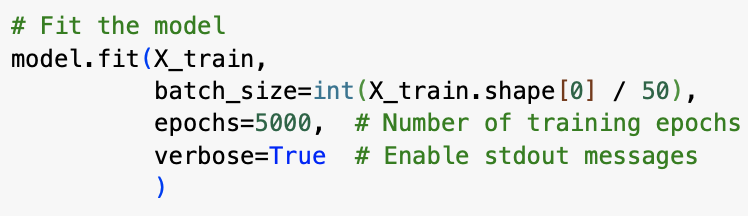 # Fit the model
model.fit(X_train,
          batch_size=int(X_train.shape[0] / 50),
          epochs=5000,  # Number of training epochs
          verbose=True  # Enable stdout messages
          )